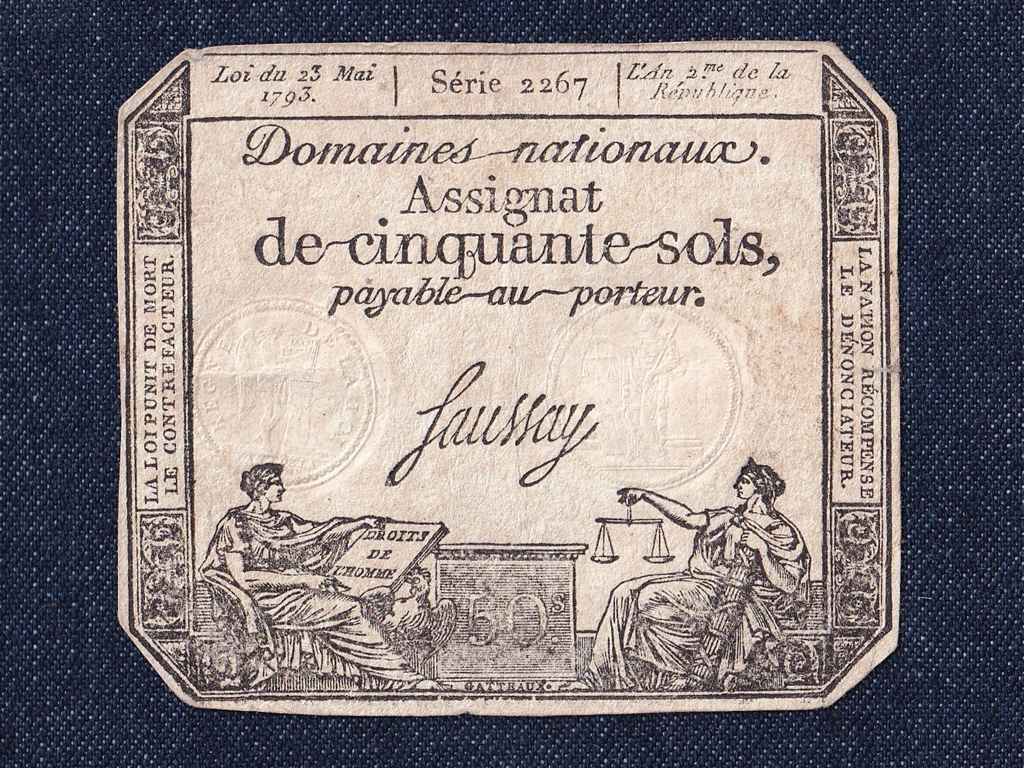 Loi du 23 Mai
1793.
Série 2267
L'An 2.me de la
République.
Domaines nationaux.
Assignat
de cinquante sols,
payable au porteur.
LA LOI PUNIT DE MORT
LE CONTREFACTEUR.
LA NATION RÉCOMPENSE
LE DÉNONCIATEUR.
Saussay
DROITS
DE
L'HOMME
50 s
GATTEAUX.